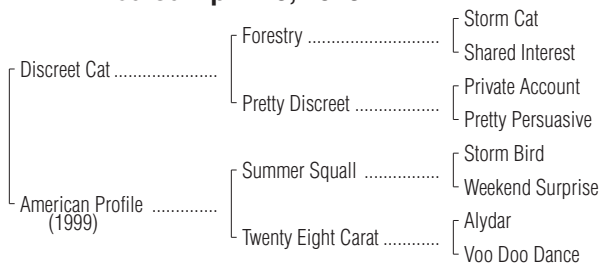 Forestry ....................................
Storm Cat
Shared Interest
Discreet Cat ......................
Pretty Discreet ..................
Private Account
Pretty Persuasive
Summer Squall ................
Storm Bird
Weekend Surprise
American Profile ..............
(1999)
Twenty Eight Carat ............
Alydar
Voo Doo Dance